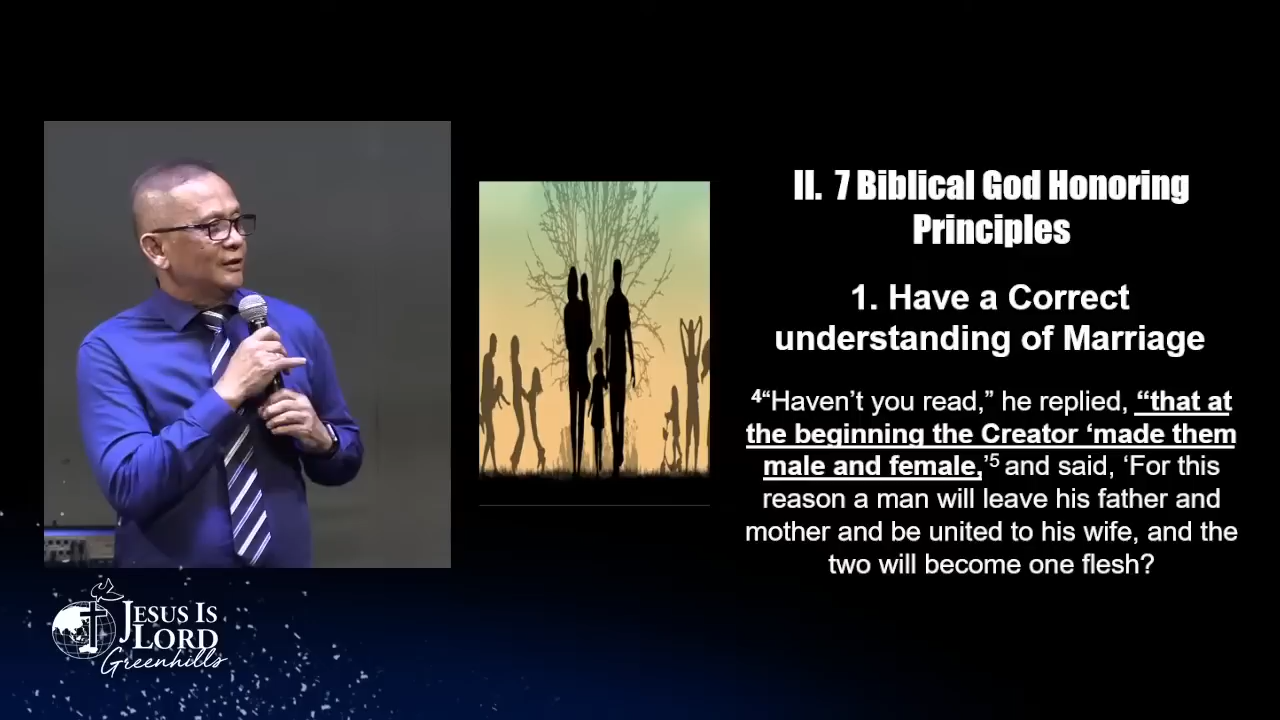 II. 7 Biblical God Honoring
Principles
1. Have a Correct
understanding of Marriage
⁴“Haven’t you read,” he replied, “that at
the beginning the Creator ‘made them
male and female,’⁵ and said, ‘For this
reason a man will leave his father and
mother and be united to his wife, and the
two will become one flesh?
JESUS IS
LORD
Greenhills